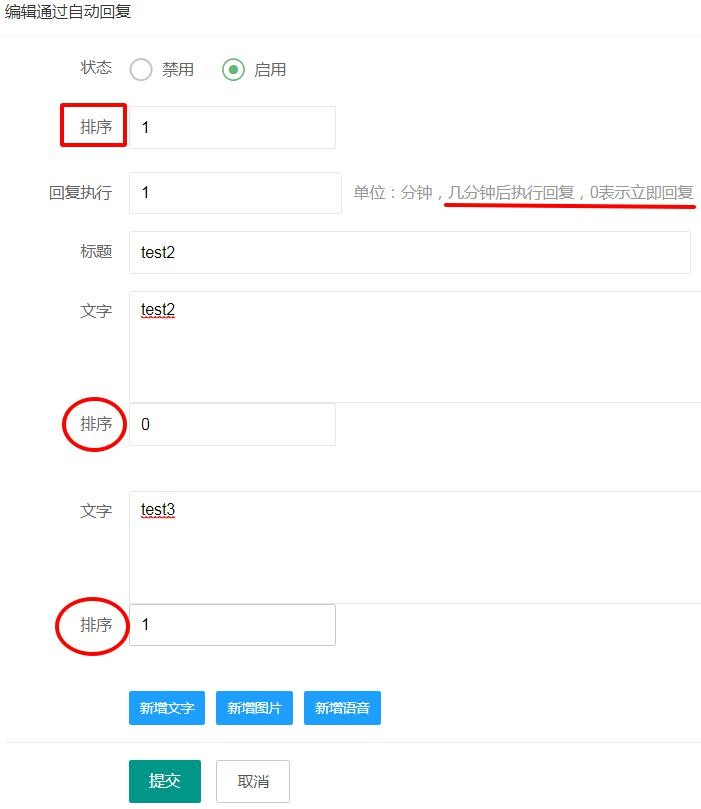 编辑通过自动回复
状态 禁用 启用
排序 1
回复执行 1 单位：分钟，几分钟后执行回复，0表示立即回复
标题 test2
文字 test2
排序 0
文字 test3
排序 1
新增文字 新增图片 新增语音
提交 取消